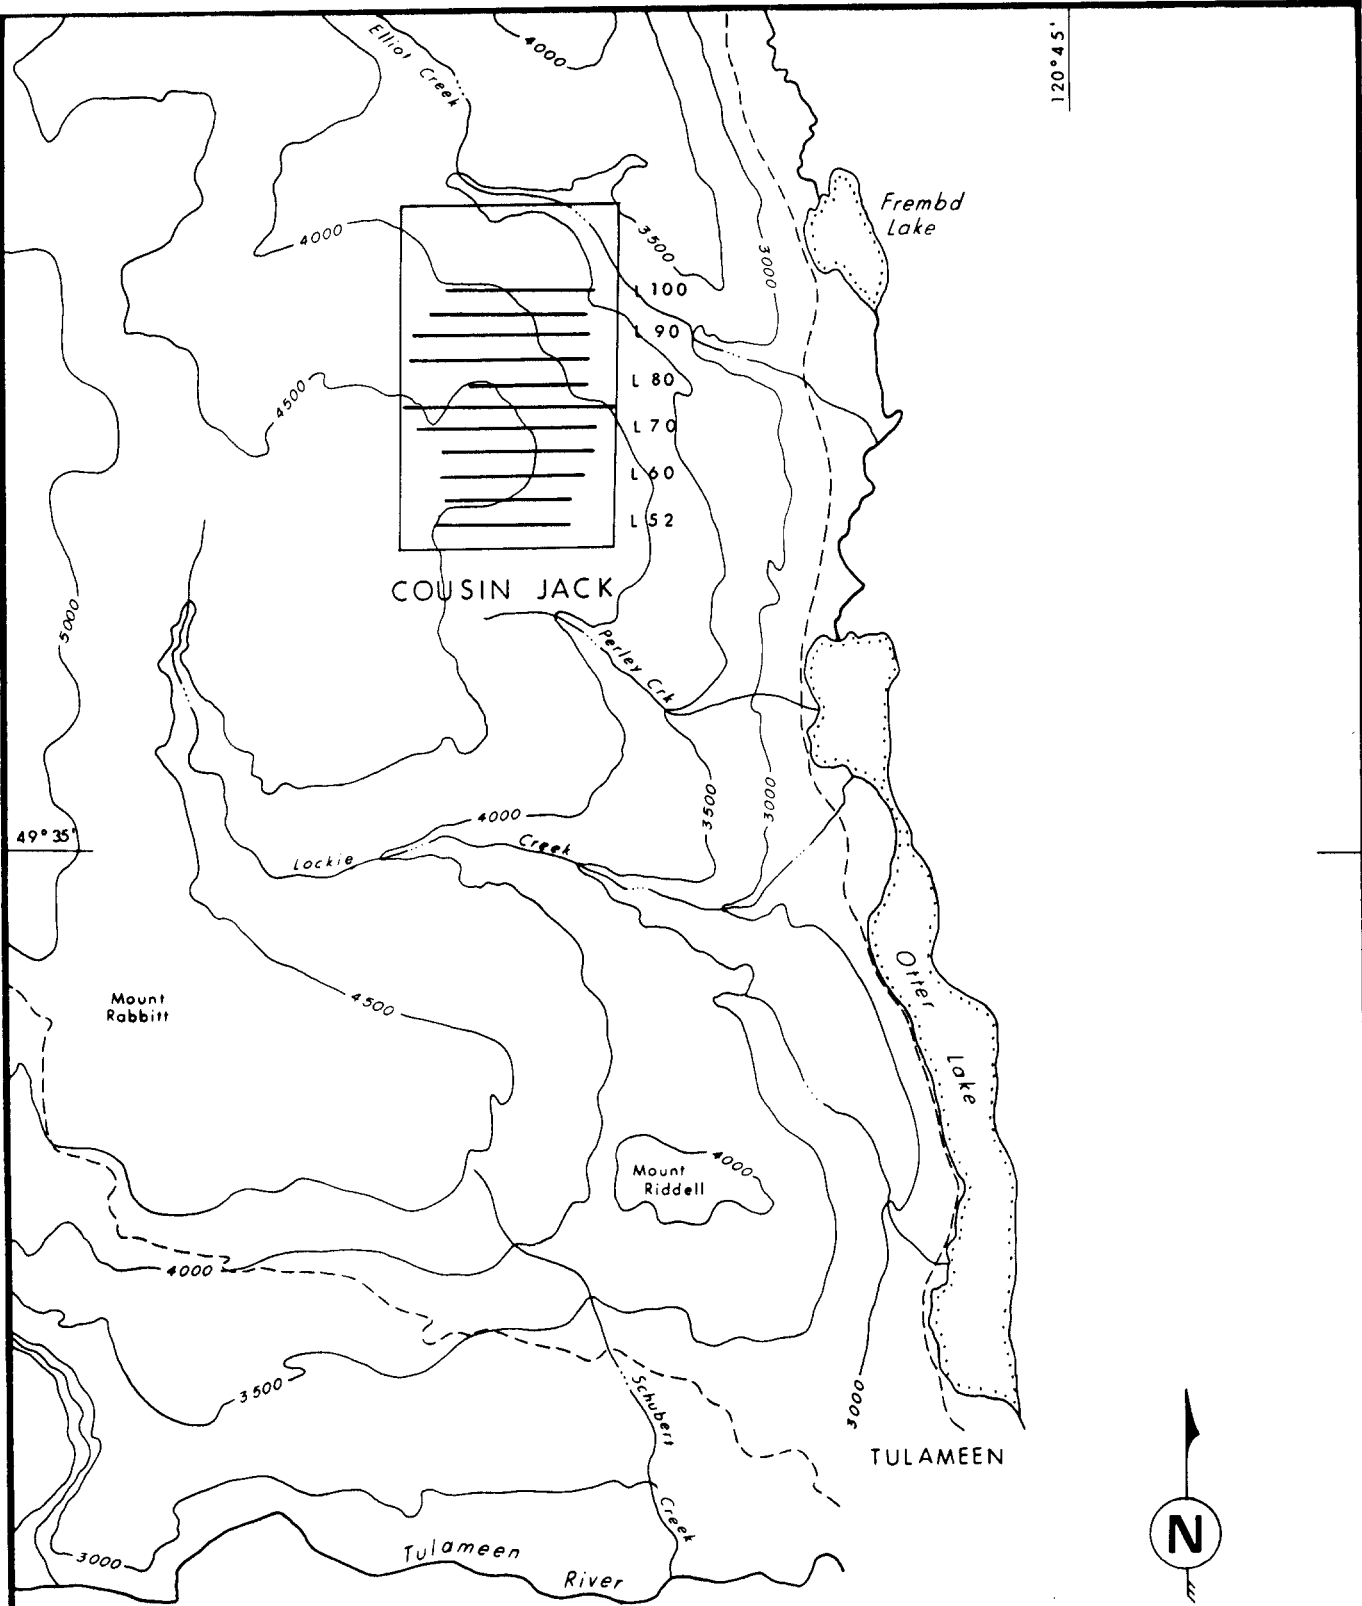 Elliot Creek
4000
120°45'
Frembd
Lake
4000
3500
3000
L 100
L 90
L 80
4500
L 70
L 60
L 52
COUSIN JACK
5000
Perley Crk
3500
3000
4000
49°35'
Lockie
Creek
Otter
Lake
4500
Mount
Rabbitt
4000
Mount
Riddell
4000
3500
Schubert
Creek
3000
TULAMEEN
N
3000
Tulameen
River